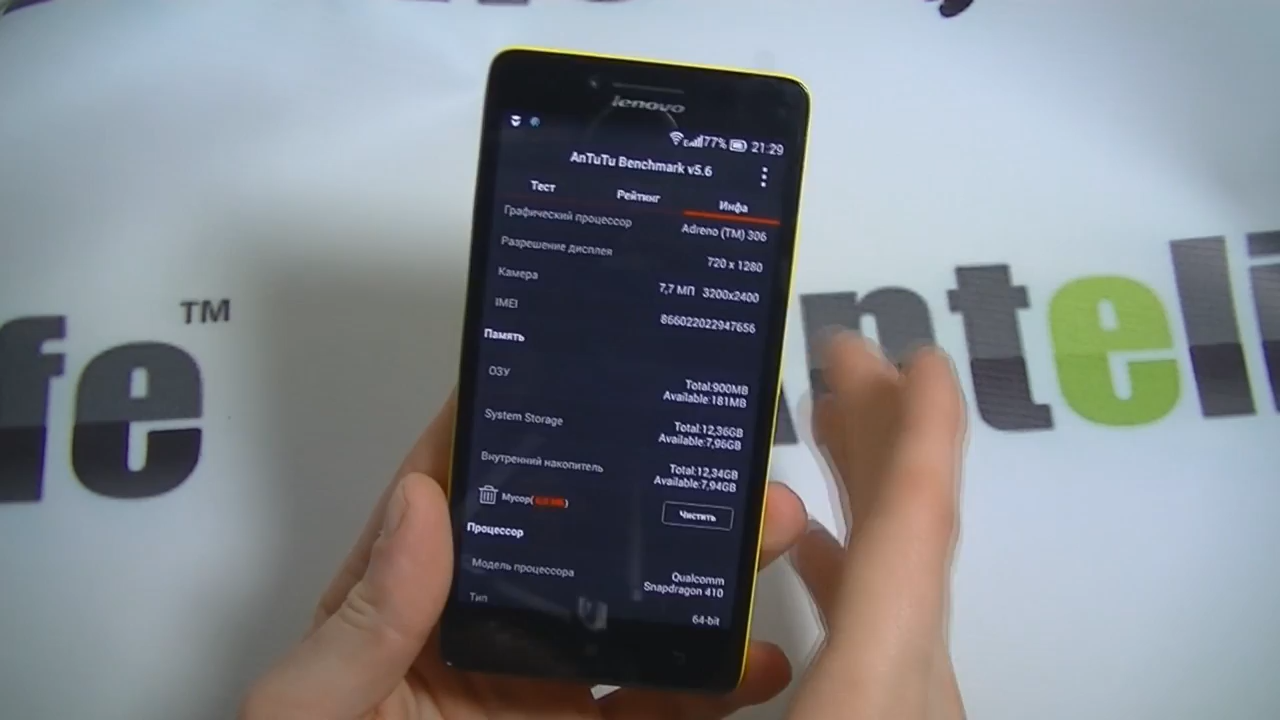 lenovo
77% 21:29
AnTuTu Benchmark v5.6
Тест Рейтинг Инфа
Графический процессор Adreno (TM) 306
Разрешение дисплея 720 x 1280
Камера 7,7 МП 3200x2400
IMEI 866022022947656
Память
ОЗУ Total:900MB
Available:181MB
System Storage Total:12,36GB
Available:7,96GB
Внутренний накопитель Total:12,34GB
Available:7,94GB
Мусор( Чистить
Процессор
Модель процессора Qualcomm
Snapdragon 410
Тип 64-bit
fe TM
nteli